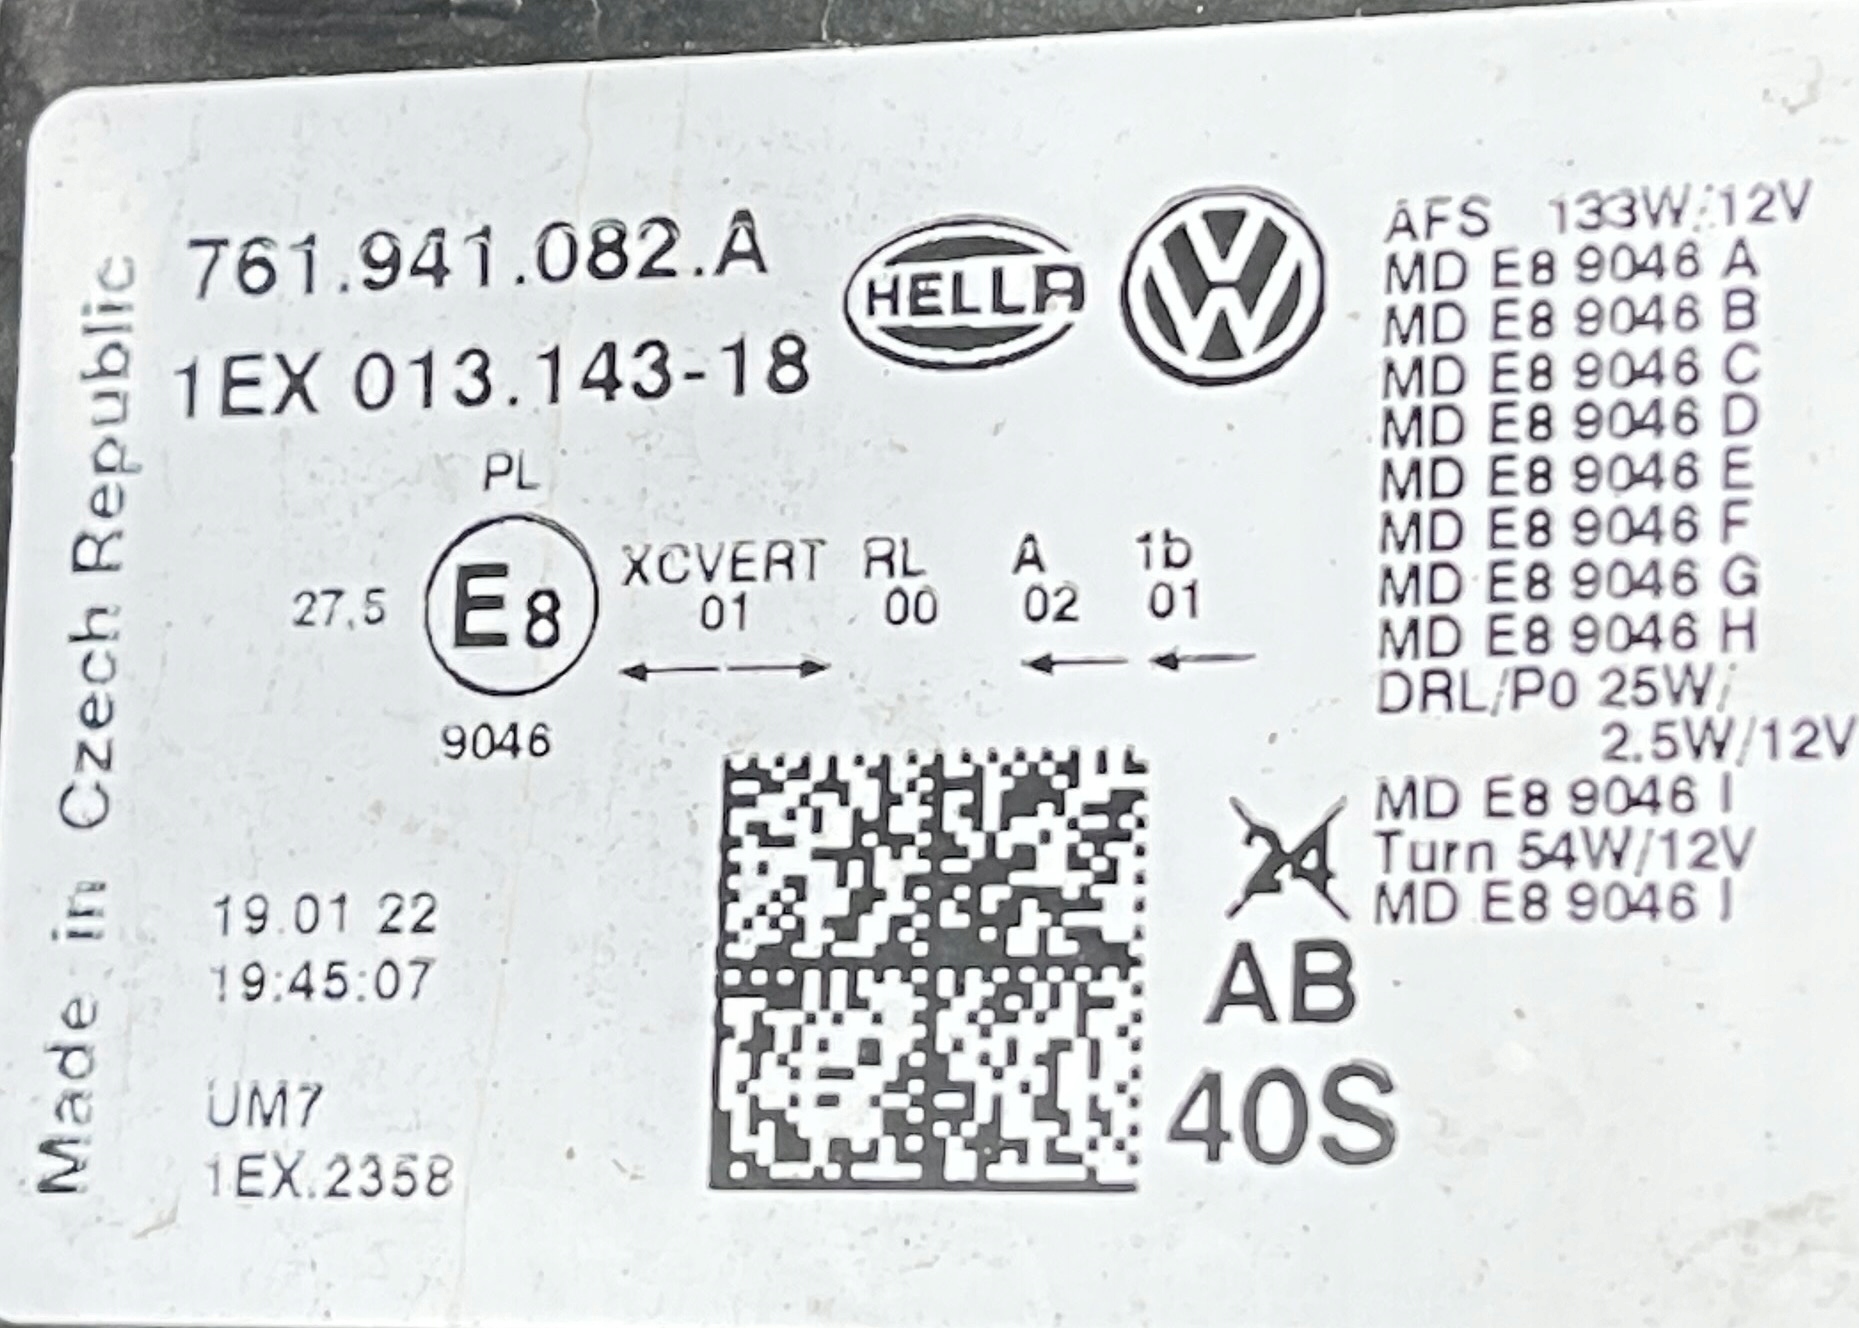 Made in Czech Republic
761.941.082.A
1EX 013.143-18
HELLA
VW
PL
27.5
E8
XCVERT RL A 1b
01 00 02 01
9046
19.01 22
19:45:07
UM7
1EX.2358
24
AB
40S
AFS 133W/12V
MD E8 9046 A
MD E8 9046 B
MD E8 9046 C
MD E8 9046 D
MD E8 9046 E
MD E8 9046 F
MD E8 9046 G
MD E8 9046 H
DRL/P0 25W/
2.5W/12V
MD E8 9046 I
Turn 54W/12V
MD E8 9046 I